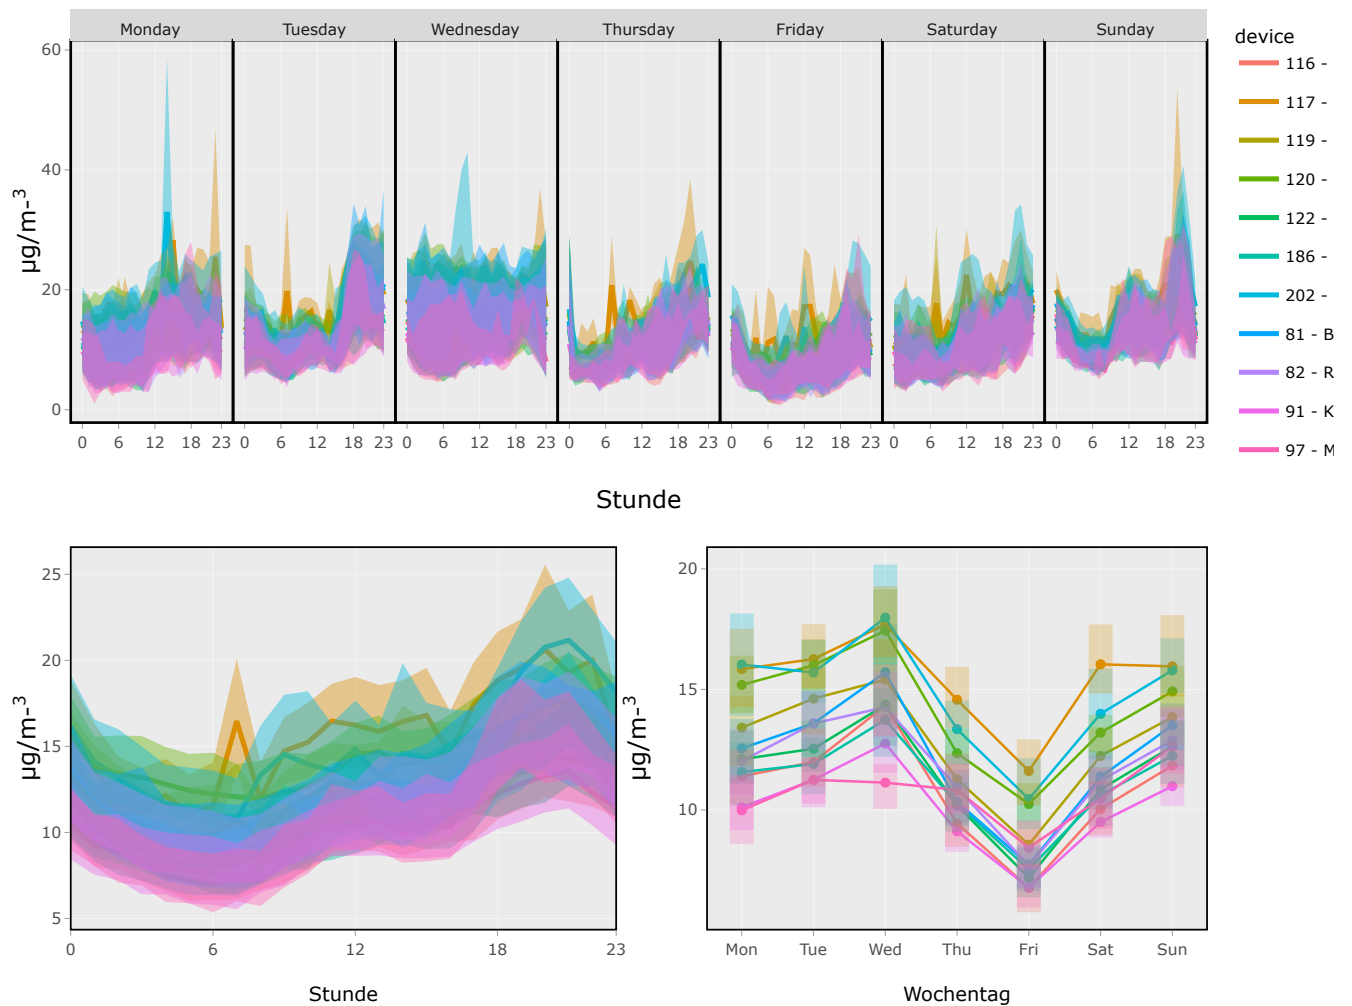 Monday Tuesday Wednesday Thursday Friday Saturday Sunday
device
116 -
117 -
119 -
120 -
122 -
186 -
202 -
81 - B
82 - R
91 - K
97 - M
µg/m-3
60
40
20
0
0 6 12 18 23 0 6 12 18 23 0 6 12 18 23 0 6 12 18 23 0 6 12 18 23 0 6 12 18 23 0 6 12 18 23
Stunde
µg/m-3
25
20
15
10
5
0 6 12 18 23
Stunde
µg/m-3
20
15
10
Mon Tue Wed Thu Fri Sat Sun
Wochentag